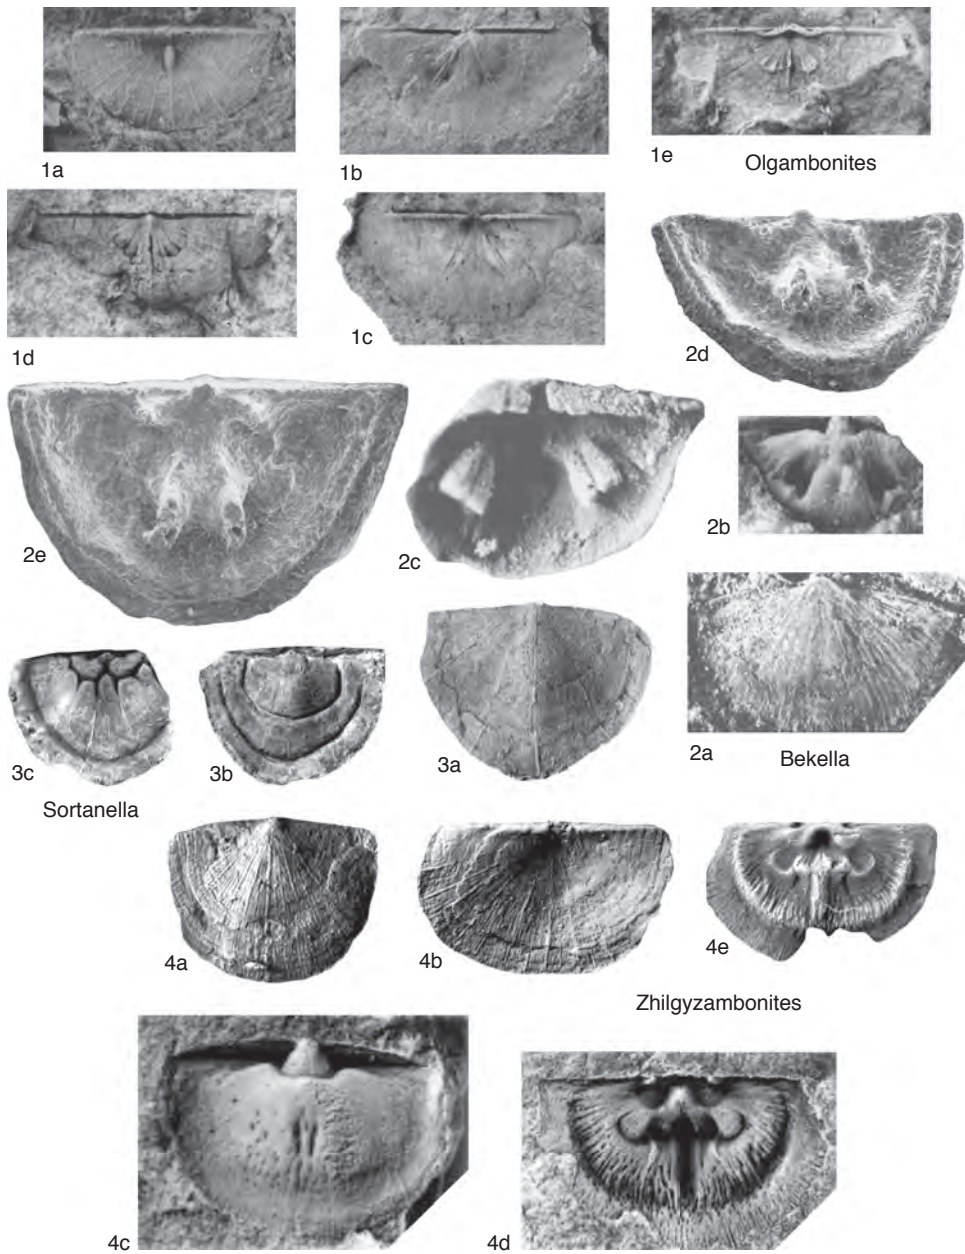 1a
1b
1e
Olgambonites
1d
1c
2d
2e
2c
2b
3c
3b
3a
2a
Sortanella
Bekella
4a
4b
4e
Zhilgyzambonites
4c
4d